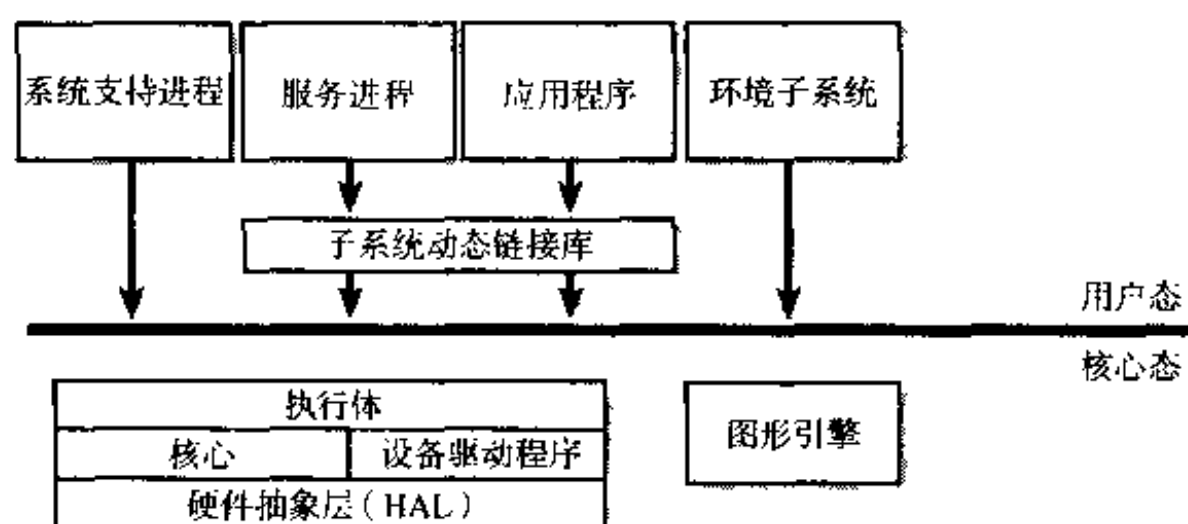 系统支持进程
服务进程
应用程序
环境子系统
子系统动态链接库
用户态
核心态
执行体
核心
设备驱动程序
硬件抽象层（HAL）
图形引擎